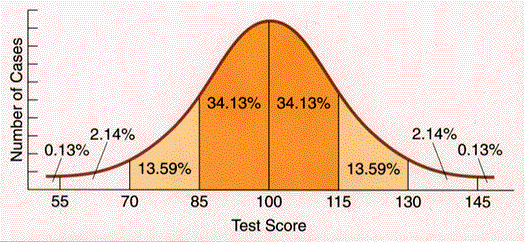 Number of Cases
34.13% 34.13%
2.14% 2.14%
0.13% 0.13%
13.59% 13.59%
55 70 85 100 115 130 145
Test Score